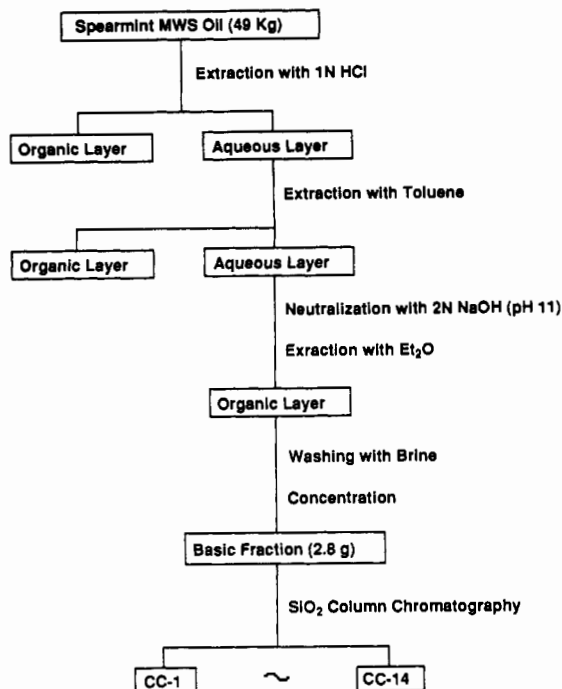 Spearmint MWS Oil (49 Kg)
Extraction with 1N HCl
Organic Layer
Aqueous Layer
Extraction with Toluene
Organic Layer
Aqueous Layer
Neutralization with 2N NaOH (pH 11)
Exraction with Et₂O
Organic Layer
Washing with Brine
Concentration
Basic Fraction (2.8 g)
SiO₂ Column Chromatography
CC-1 ~ CC-14